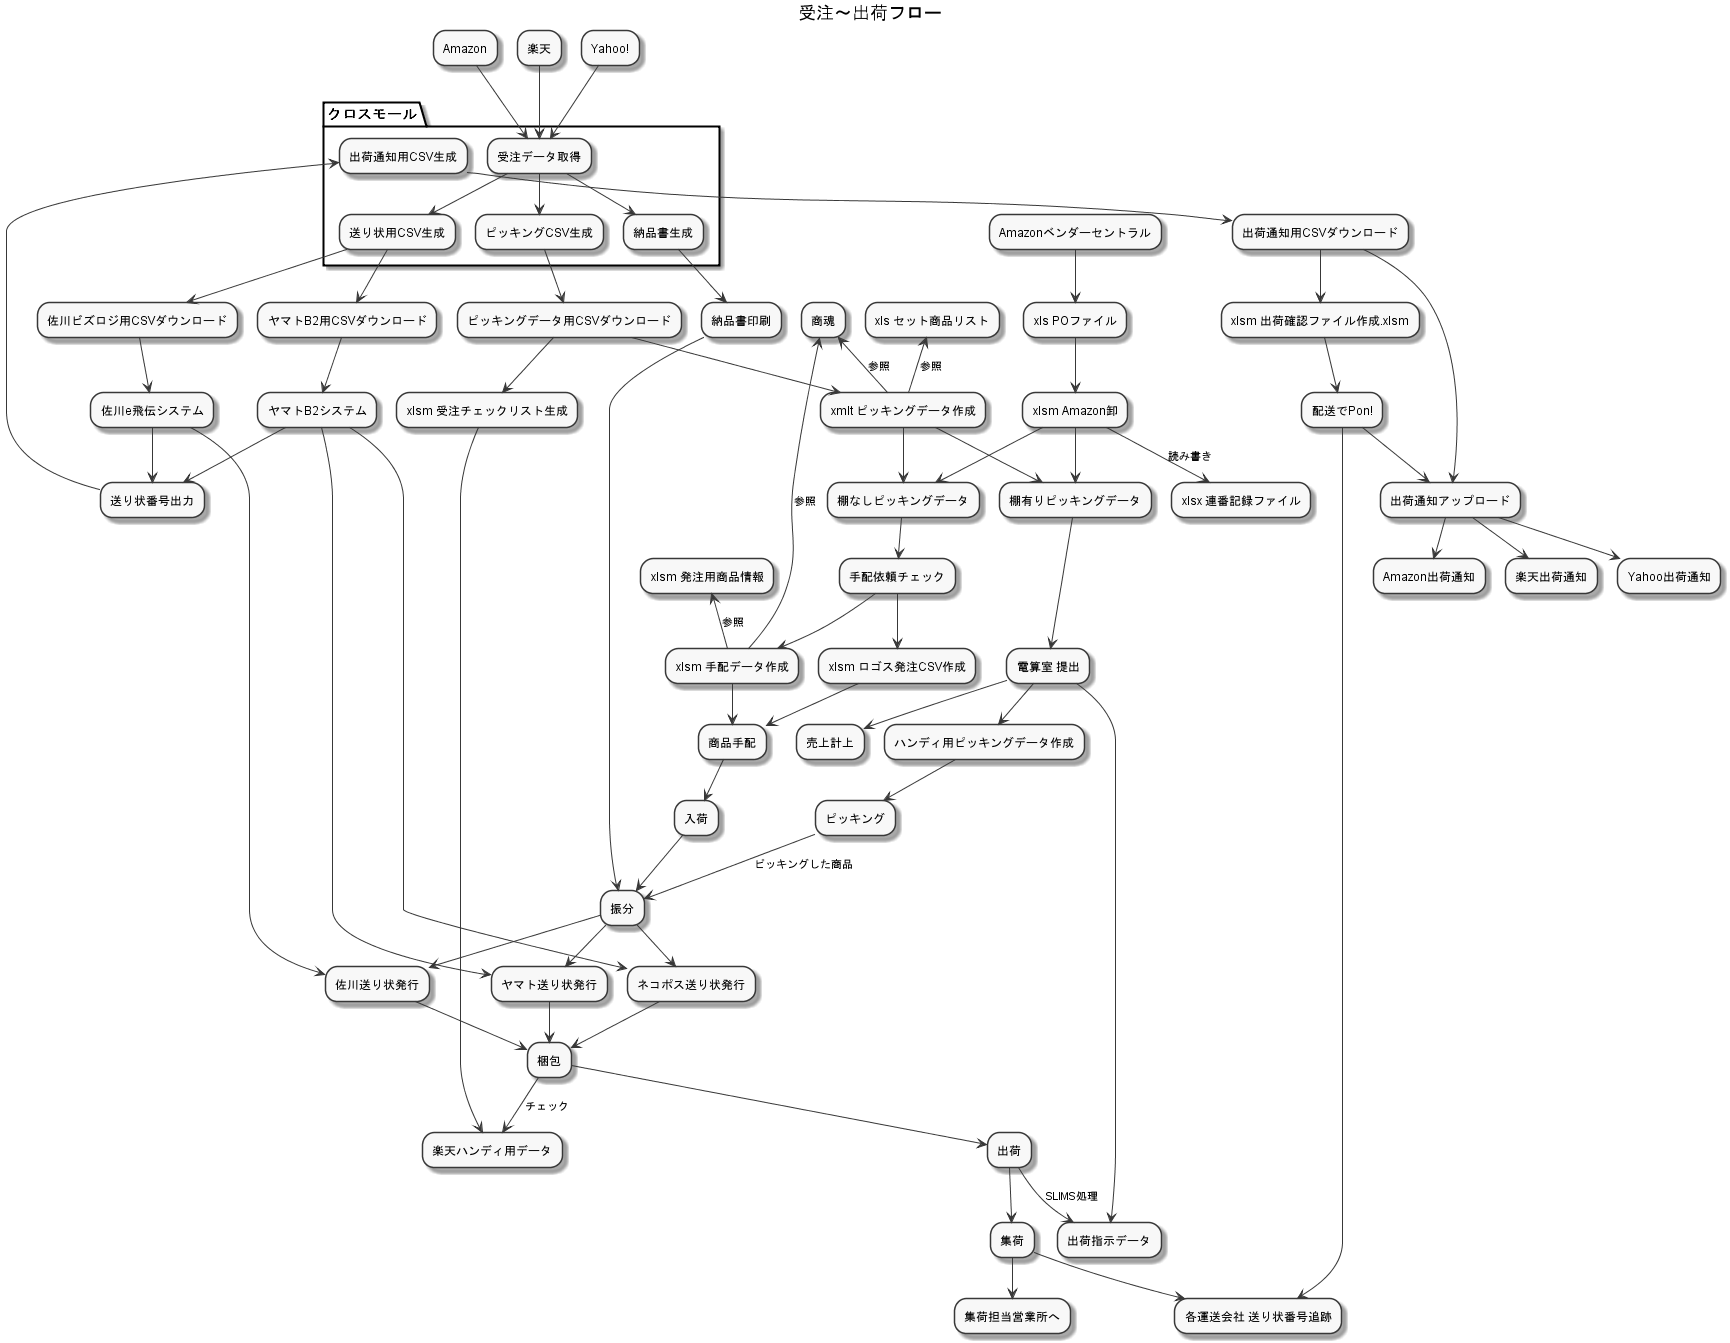 受注～出荷フロー
Amazon
楽天
Yahoo!
クロスモール
出荷通知用CSV生成
受注データ取得
送り状用CSV生成
ピッキングCSV生成
納品書生成
Amazonベンダーセントラル
出荷通知用CSVダウンロード
佐川ビズロジ用CSVダウンロード
ヤマトB2用CSVダウンロード
ピッキングデータ用CSVダウンロード
納品書印刷
商魂
xls セット商品リスト
xls POファイル
xlsm 出荷確認ファイル作成.xlsm
参照
参照
佐川e飛伝システム
ヤマトB2システム
xlsm 受注チェックリスト生成
xmlt ピッキングデータ作成
xlsm Amazon卸
配送でPon!
読み書き
送り状番号出力
参照
棚なしピッキングデータ
棚有りピッキングデータ
xlsx 連番記録ファイル
出荷通知アップロード
xlsm 発注用商品情報
手配依頼チェック
Amazon出荷通知
楽天出荷通知
Yahoo出荷通知
参照
xlsm 手配データ作成
xlsm ロゴス発注CSV作成
電算室 提出
商品手配
売上計上
ハンディ用ピッキングデータ作成
入荷
ピッキング
ピッキングした商品
振分
佐川送り状発行
ヤマト送り状発行
ネコポス送り状発行
梱包
チェック
楽天ハンディ用データ
出荷
SLIMS処理
集荷
出荷指示データ
集荷担当営業所へ
各運送会社 送り状番号追跡